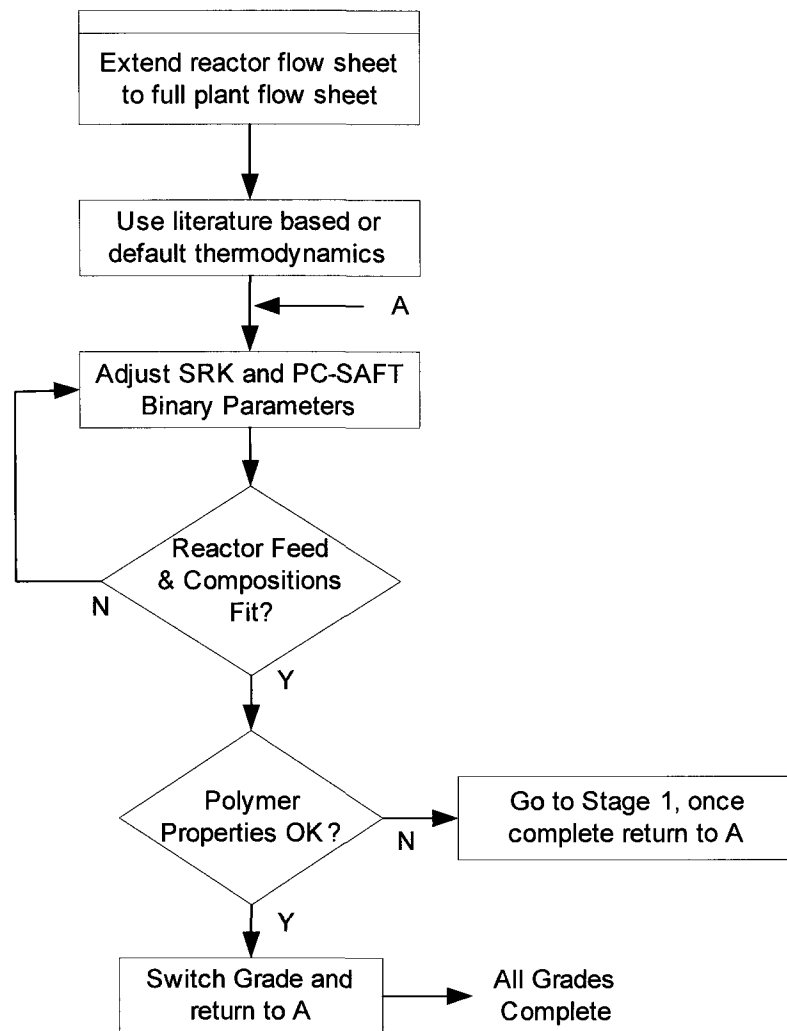 Extend reactor flow sheet
to full plant flow sheet
Use literature based or
default thermodynamics
A
Adjust SRK and PC-SAFT
Binary Parameters
Reactor Feed
& Compositions
Fit?
N
Y
Polymer
Properties OK?
N
Go to Stage 1, once
complete return to A
Y
Switch Grade and
return to A
All Grades
Complete